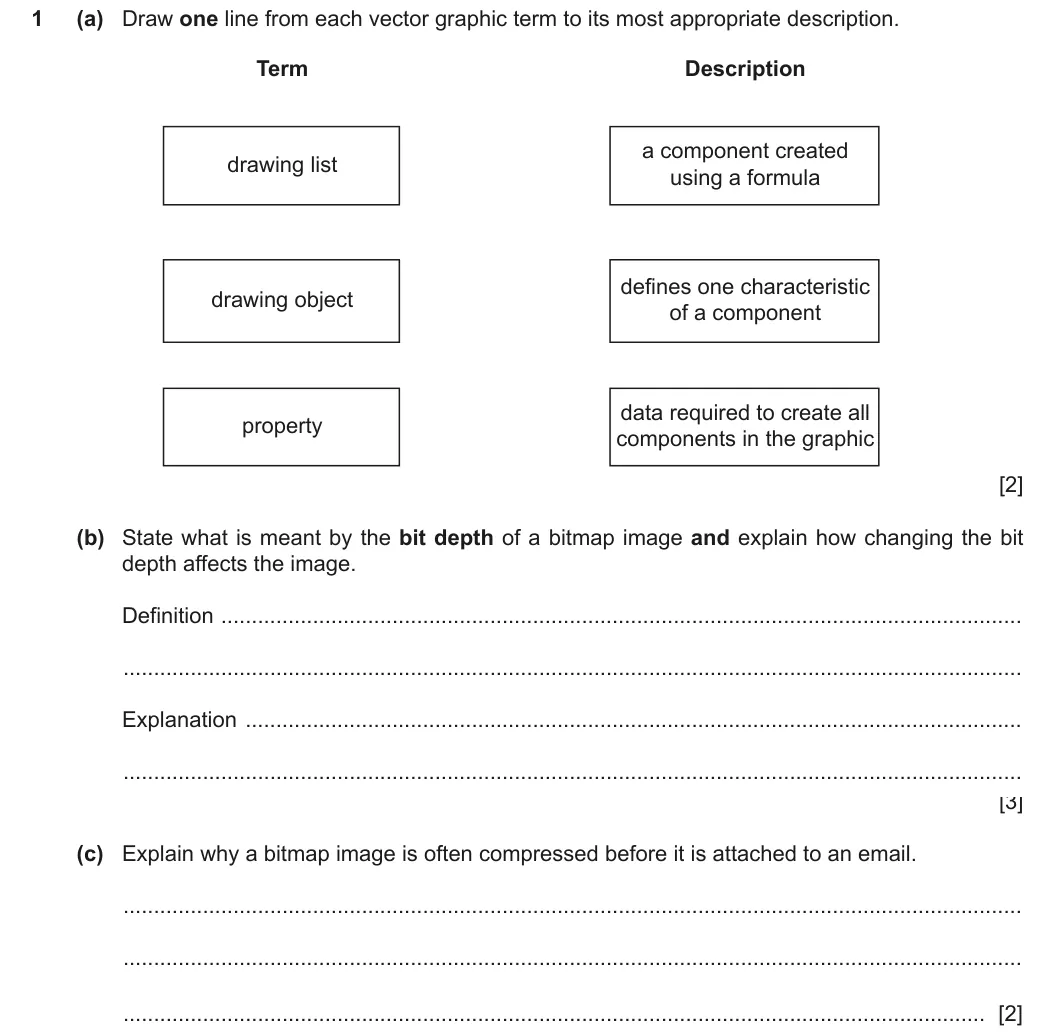 1 (a) Draw one line from each vector graphic term to its most appropriate description.
Term Description
drawing list
a component created
using a formula
drawing object
defines one characteristic
of a component
property
data required to create all
components in the graphic
[2]
(b) State what is meant by the bit depth of a bitmap image and explain how changing the bit
depth affects the image.
Definition ....................................................................................................................................
....................................................................................................................................................
Explanation ................................................................................................................................
....................................................................................................................................................
[3]
(c) Explain why a bitmap image is often compressed before it is attached to an email.
....................................................................................................................................................
....................................................................................................................................................
.............................................................................................................................................. [2]